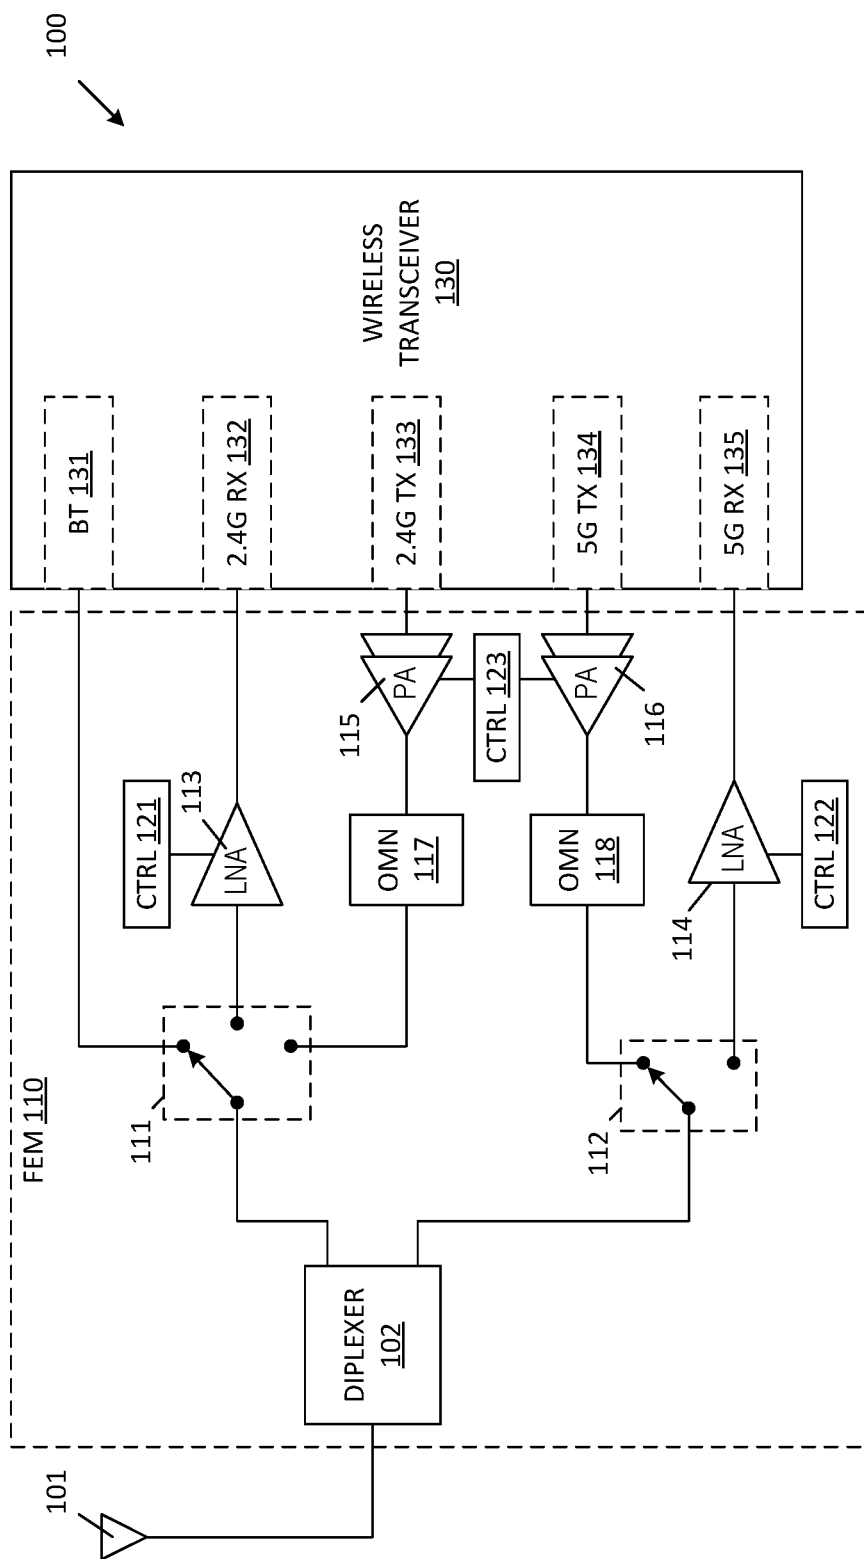 100
FEM 110
BT 131
CTRL 121
113
LNA
2.4G RX 132
111
115
PA
2.4G TX 133
OMN
117
WIRELESS
TRANSCEIVER
130
101
DIPLEXER
102
CTRL 123
OMN
118
PA
5G TX 134
116
112
114
LNA
5G RX 135
CTRL 122